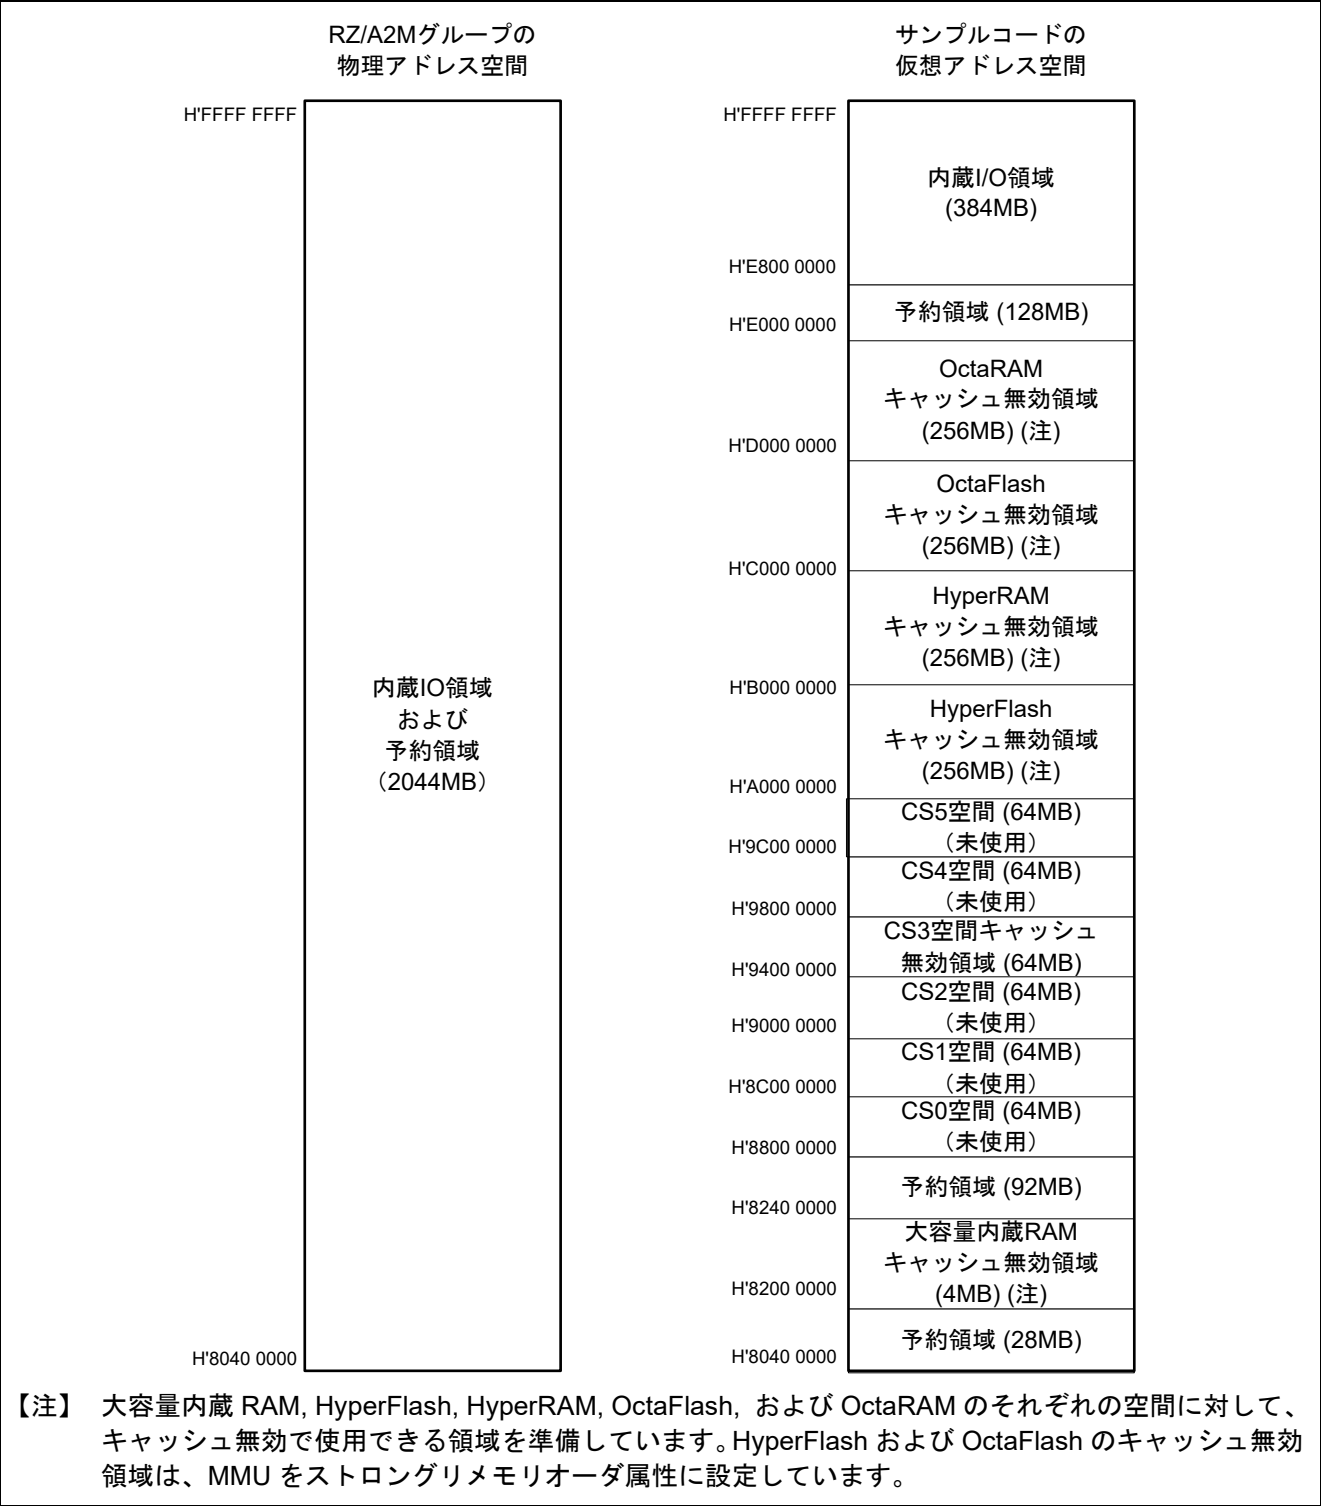 RZ/A2Mグループの
物理アドレス空間
H'FFFF FFFF
内蔵IO領域
および
予約領域
（2044MB）
H'8040 0000
サンプルコードの
仮想アドレス空間
H'FFFF FFFF
内蔵I/O領域
(384MB)
H'E800 0000
予約領域 (128MB)
H'E000 0000
OctaRAM
キャッシュ無効領域
(256MB) (注)
H'D000 0000
OctaFlash
キャッシュ無効領域
(256MB) (注)
H'C000 0000
HyperRAM
キャッシュ無効領域
(256MB) (注)
H'B000 0000
HyperFlash
キャッシュ無効領域
(256MB) (注)
H'A000 0000
CS5空間 (64MB)
（未使用）
H'9C00 0000
CS4空間 (64MB)
（未使用）
H'9800 0000
CS3空間キャッシュ
無効領域 (64MB)
H'9400 0000
CS2空間 (64MB)
（未使用）
H'9000 0000
CS1空間 (64MB)
（未使用）
H'8C00 0000
CS0空間 (64MB)
（未使用）
H'8800 0000
予約領域 (92MB)
H'8240 0000
大容量内蔵RAM
キャッシュ無効領域
(4MB) (注)
H'8200 0000
予約領域 (28MB)
H'8040 0000
【注】 大容量内蔵 RAM, HyperFlash, HyperRAM, OctaFlash, および OctaRAM のそれぞれの空間に対して、
キャッシュ無効で使用できる領域を準備しています。HyperFlash および OctaFlash のキャッシュ無効
領域は、MMU をストロングリメモリオーダ属性に設定しています。